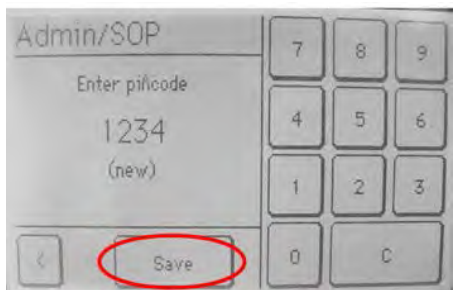 Admin/SOP
Enter pincode
1234
(new)
< Save
7 8 9
4 5 6
1 2 3
0 C